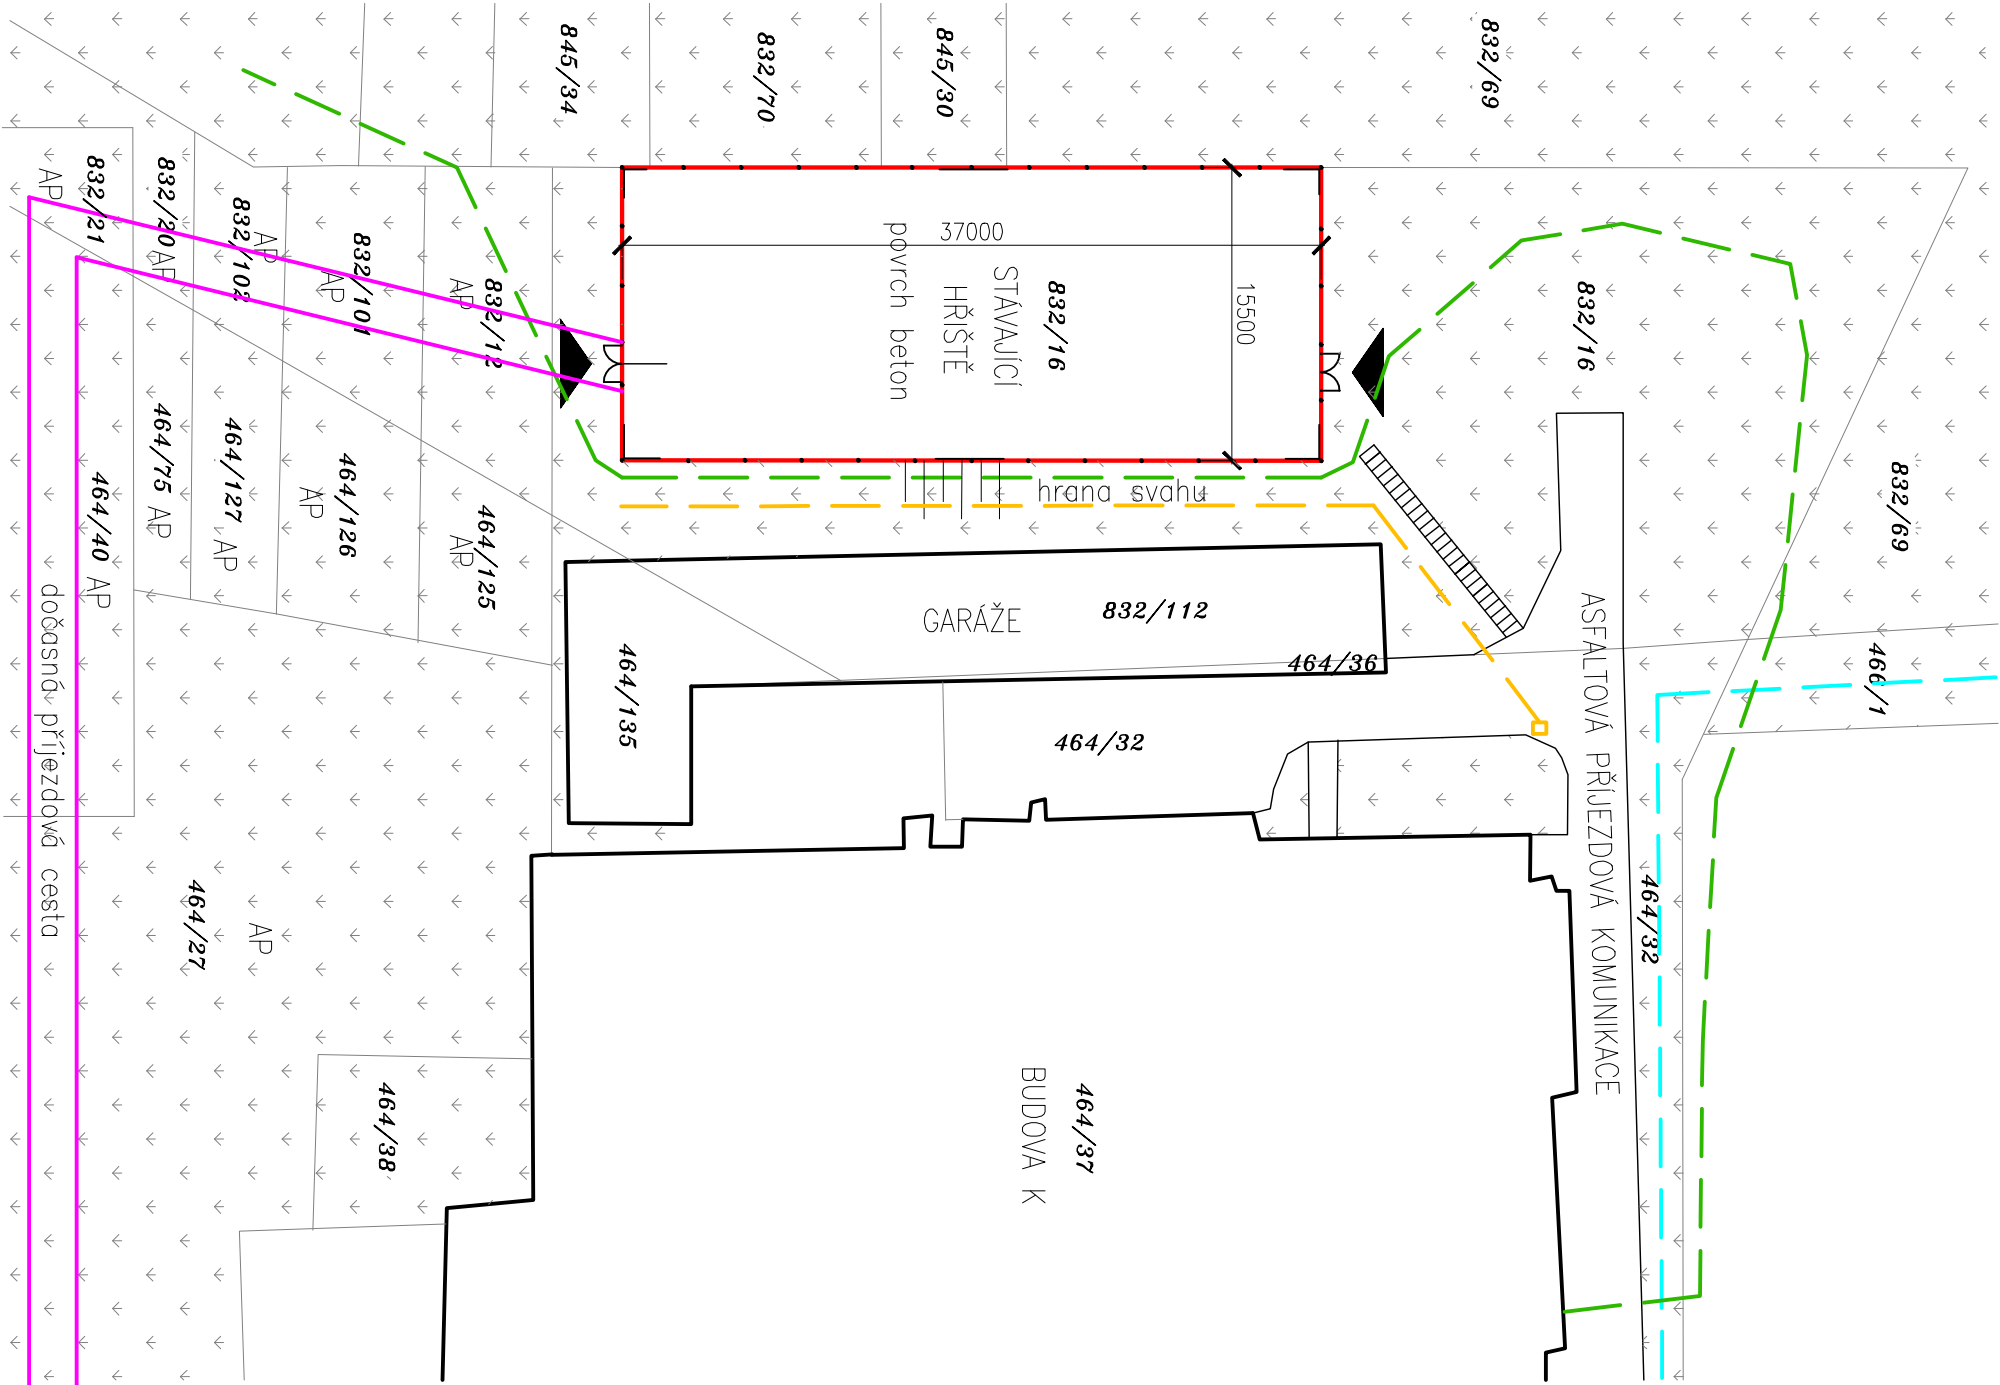 845/34
832/70
845/30
832/69
AP
832/21
832/20
AP
832/102
AP
832/101
AP
832/12
AP
37000
15500
832/16
STÁVAJÍCÍ
HŘIŠTĚ
povrch beton
832/16
832/69
hrana svahu
464/40
AP
464/75
AP
464/127
AP
464/126
AP
464/125
AP
GARÁŽE
832/112
464/135
464/36
464/32
466/1
ASFALTOVÁ PŘÍJEZDOVÁ KOMUNIKACE
464/32
dočasná příjezdová cesta
464/27
AP
464/38
BUDOVA K
464/37